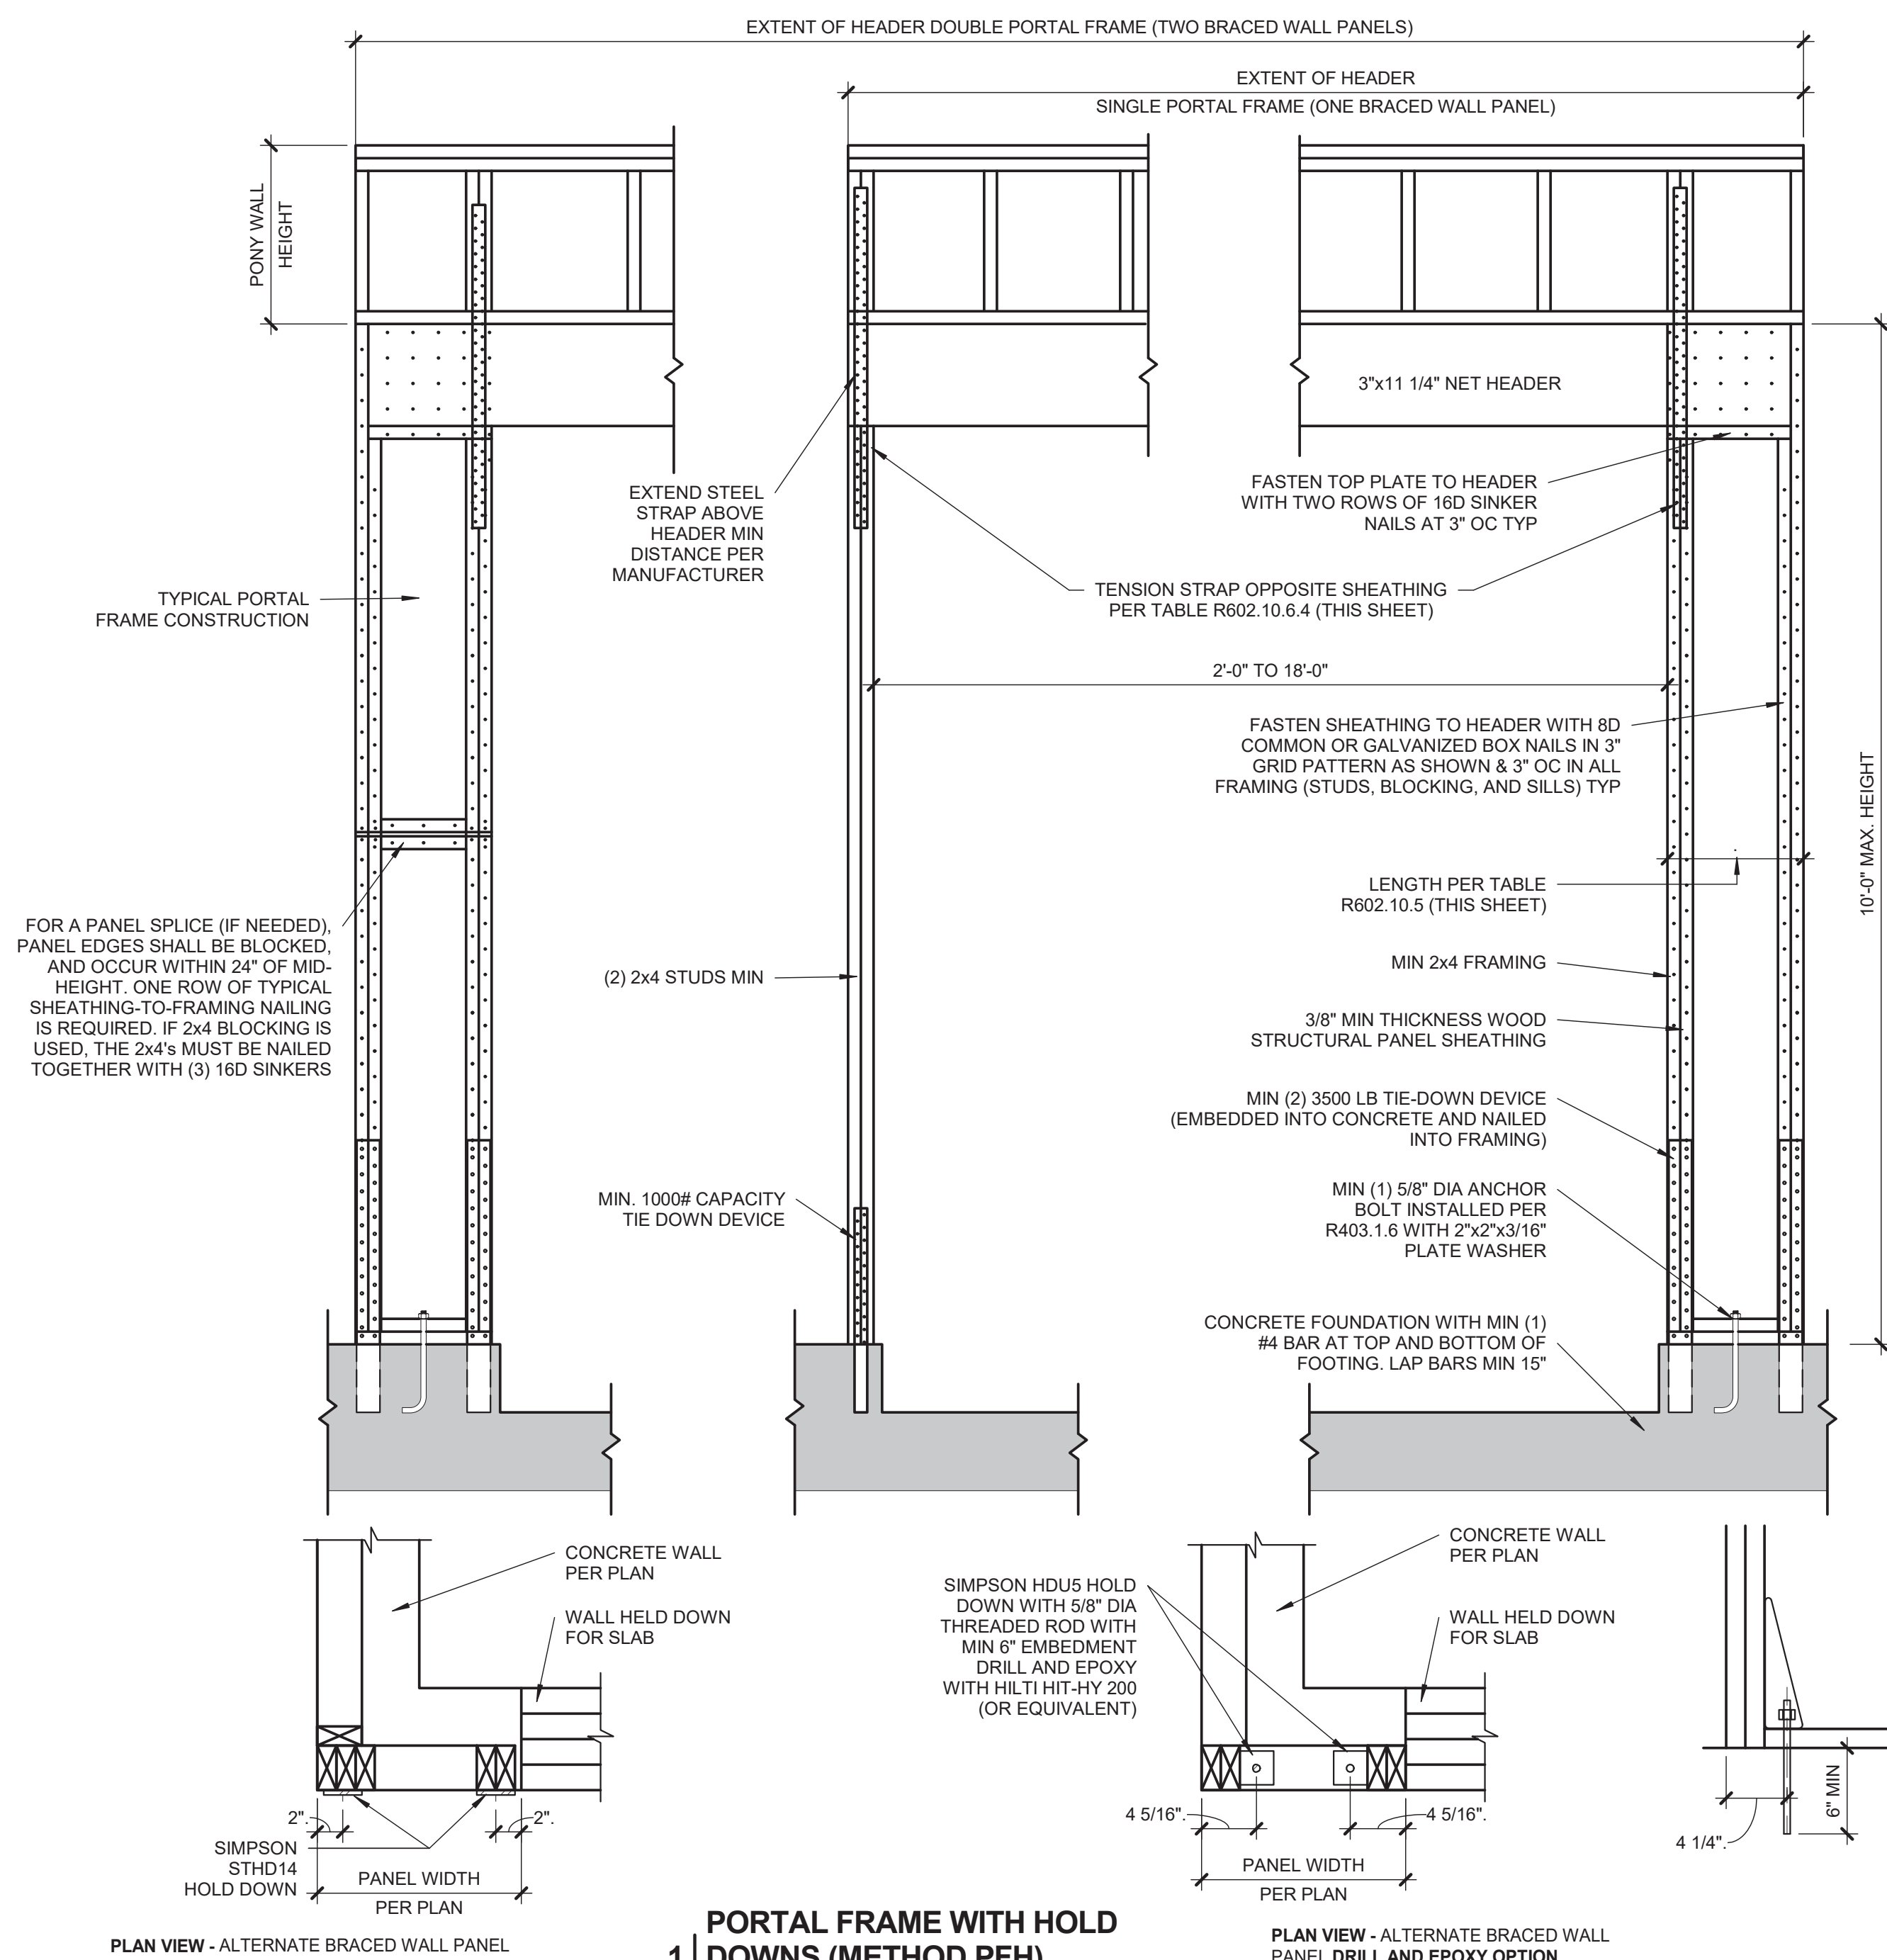 EXTENT OF HEADER DOUBLE PORTAL FRAME (TWO BRACED WALL PANELS)
EXTENT OF HEADER
SINGLE PORTAL FRAME (ONE BRACED WALL PANEL)
PONY WALL
HEIGHT
3"x11 1/4" NET HEADER
EXTEND STEEL
STRAP ABOVE
HEADER MIN
DISTANCE PER
MANUFACTURER
FASTEN TOP PLATE TO HEADER
WITH TWO ROWS OF 16D SINKER
NAILS AT 3" OC TYP
TYPICAL PORTAL
FRAME CONSTRUCTION
TENSION STRAP OPPOSITE SHEATHING
PER TABLE R602.10.6.4 (THIS SHEET)
2'-0" TO 18'-0"
FASTEN SHEATHING TO HEADER WITH 8D
COMMON OR GALVANIZED BOX NAILS IN 3"
GRID PATTERN AS SHOWN & 3" OC IN ALL
FRAMING (STUDS, BLOCKING, AND SILLS) TYP
10'-0" MAX. HEIGHT
LENGTH PER TABLE
R602.10.5 (THIS SHEET)
FOR A PANEL SPLICE (IF NEEDED),
PANEL EDGES SHALL BE BLOCKED,
AND OCCUR WITHIN 24" OF MID-
HEIGHT. ONE ROW OF TYPICAL
SHEATHING-TO-FRAMING NAILING
IS REQUIRED. IF 2x4 BLOCKING IS
USED, THE 2x4's MUST BE NAILED
TOGETHER WITH (3) 16D SINKERS
(2) 2x4 STUDS MIN
MIN 2x4 FRAMING
3/8" MIN THICKNESS WOOD
STRUCTURAL PANEL SHEATHING
MIN (2) 3500 LB TIE-DOWN DEVICE
(EMBEDDED INTO CONCRETE AND NAILED
INTO FRAMING)
MIN. 1000# CAPACITY
TIE DOWN DEVICE
MIN (1) 5/8" DIA ANCHOR
BOLT INSTALLED PER
R403.1.6 WITH 2"x2"x3/16"
PLATE WASHER
CONCRETE FOUNDATION WITH MIN (1)
#4 BAR AT TOP AND BOTTOM OF
FOOTING. LAP BARS MIN 15"
CONCRETE WALL
PER PLAN
WALL HELD DOWN
FOR SLAB
2".
2".
SIMPSON
STHD14
HOLD DOWN
PANEL WIDTH
PER PLAN
PLAN VIEW - ALTERNATE BRACED WALL PANEL
SIMPSON HDU5 HOLD
DOWN WITH 5/8" DIA
THREADED ROD WITH
MIN 6" EMBEDMENT
DRILL AND EPOXY
WITH HILTI HIT-HY 200
(OR EQUIVALENT)
CONCRETE WALL
PER PLAN
WALL HELD DOWN
FOR SLAB
4 5/16".
4 5/16".
PANEL WIDTH
PER PLAN
4 1/4".
6" MIN
1
PORTAL FRAME WITH HOLD
DOWNS (METHOD PFH)
PLAN VIEW - ALTERNATE BRACED WALL
PANEL DRILL AND EPOXY OPTION